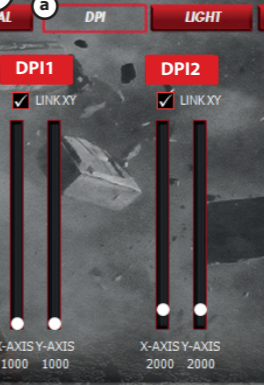 AL a DPI LIGHT
DPI1 DPI2
LINK XY LINK XY
-AXIS Y-AXIS X-AXIS Y-AXIS
1000 1000 2000 2000